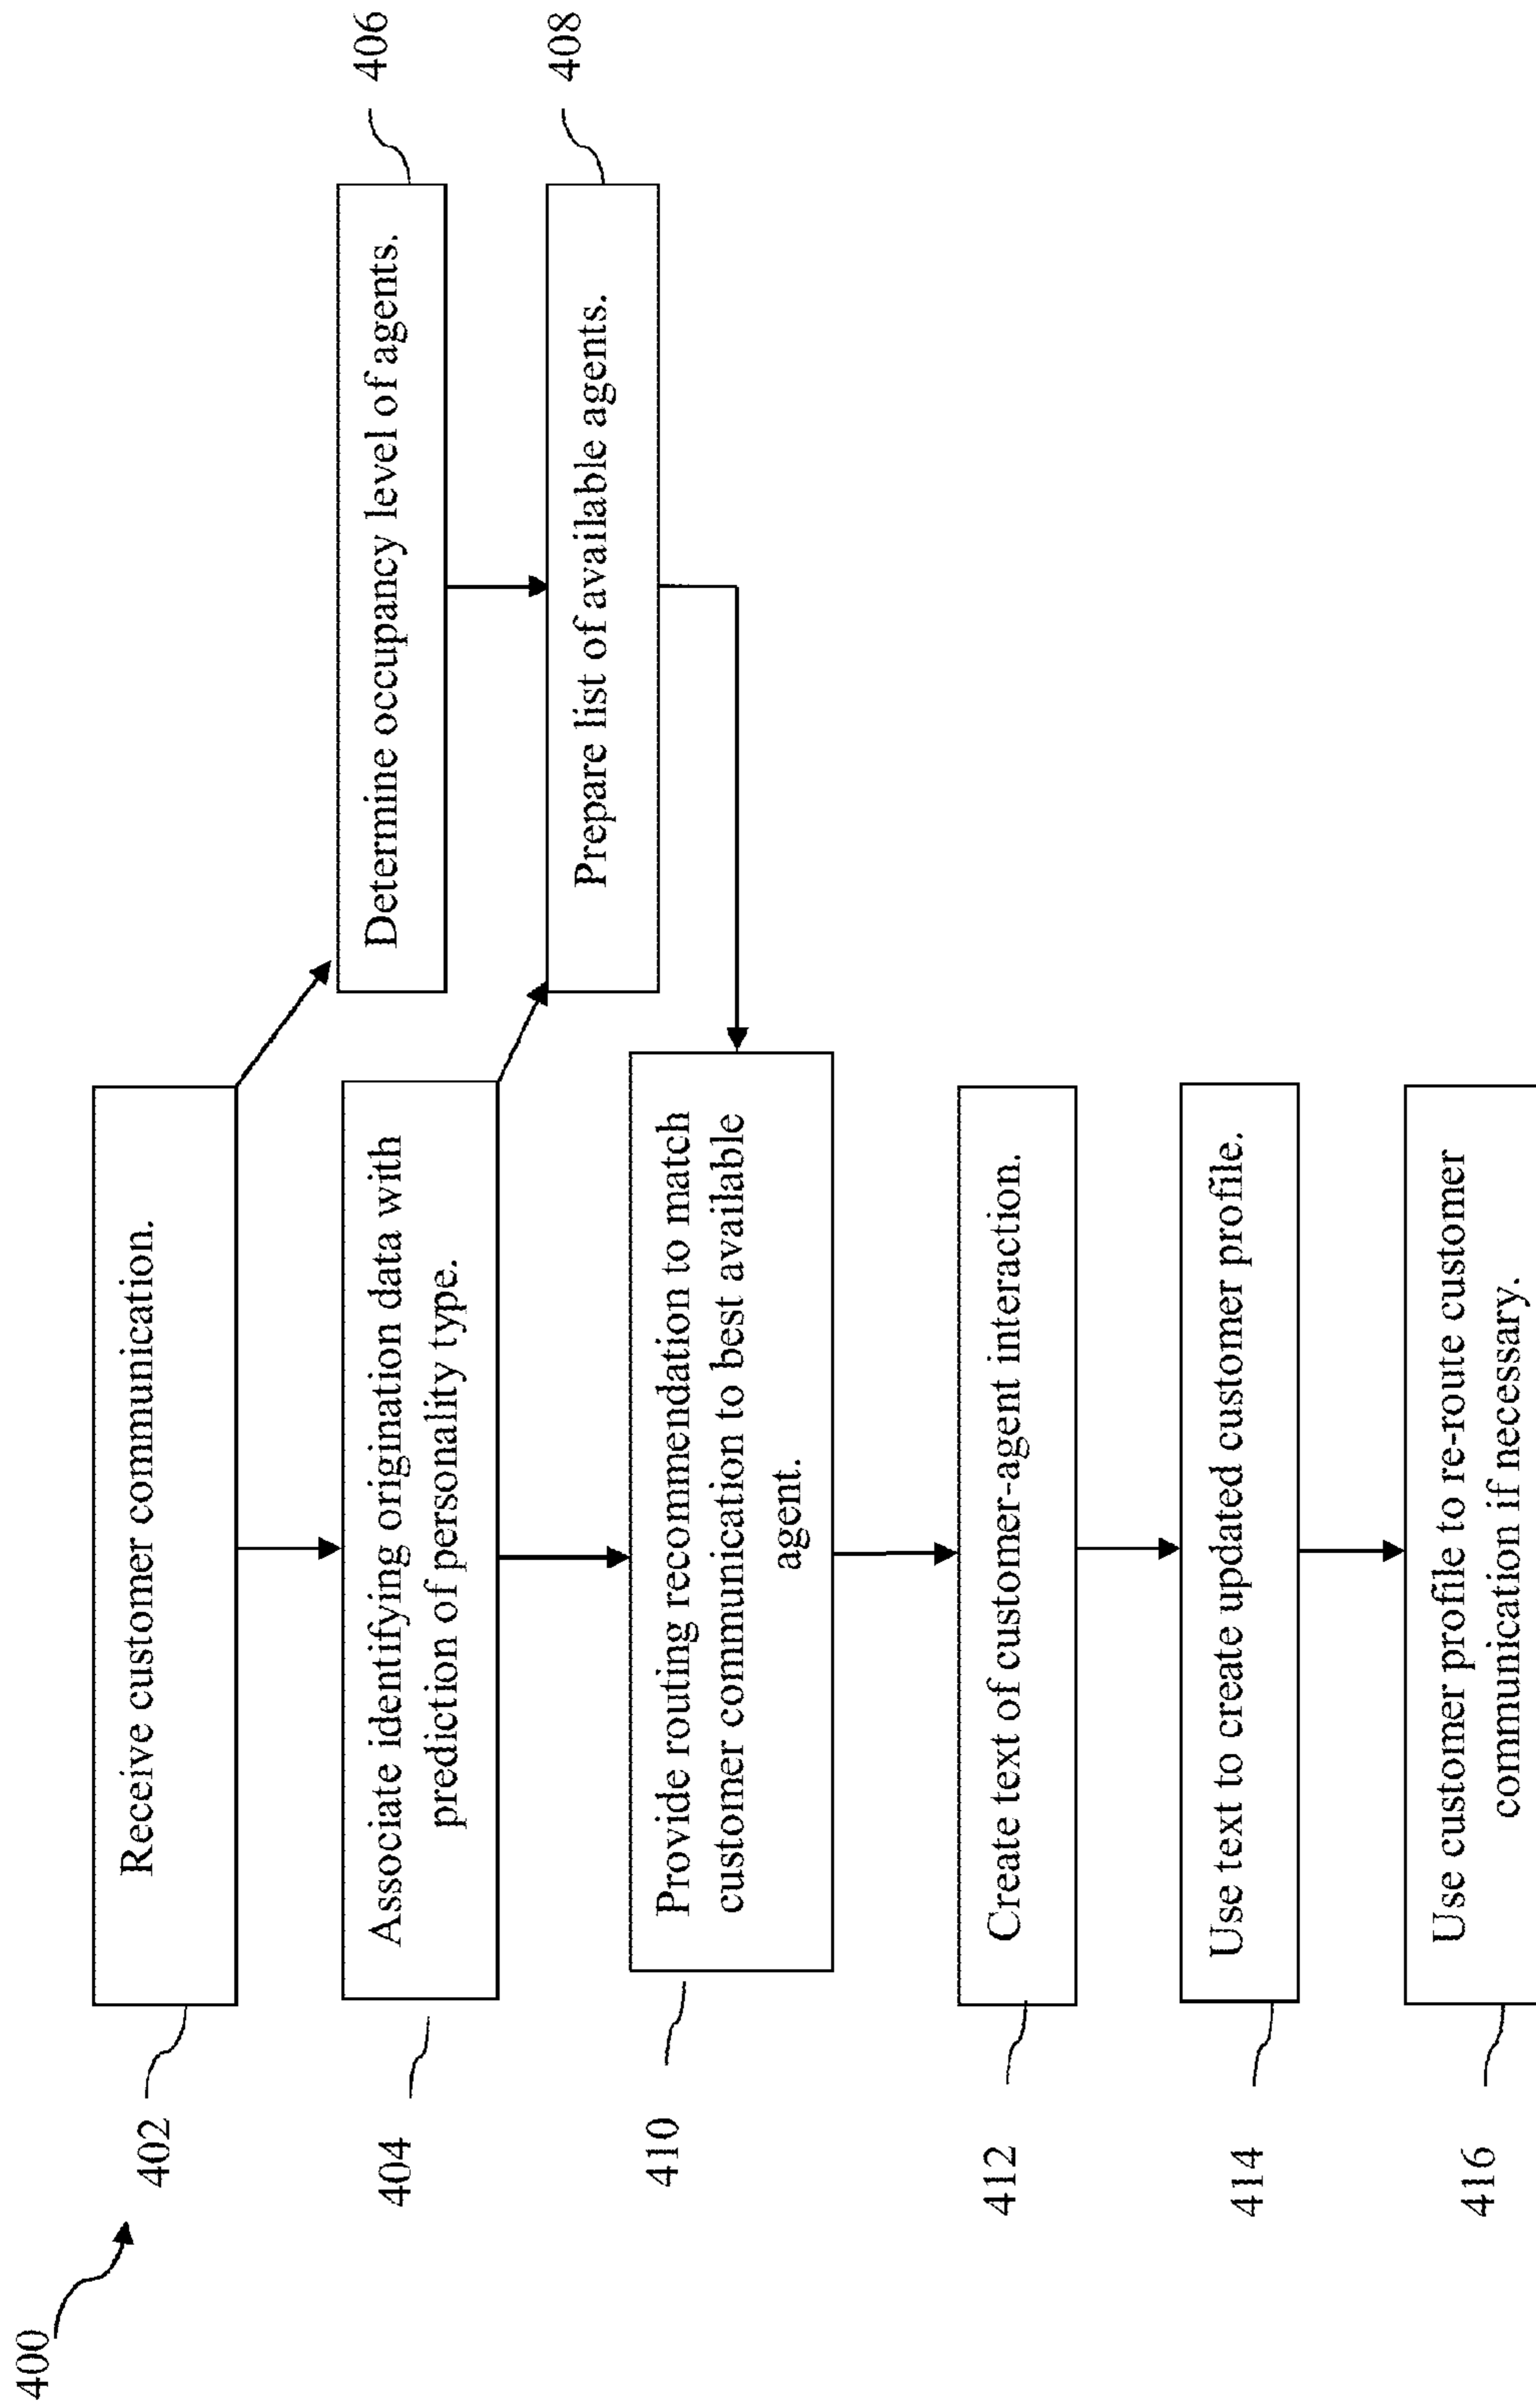 400
402
Receive customer communication.
404
Associate identifying origination data with
prediction of personality type.
Determine occupancy level of agents.
406
Prepare list of available agents.
408
410
Provide routing recommendation to match
customer communication to best available
agent.
412
Create text of customer-agent interaction.
414
Use text to create updated customer profile.
416
Use customer profile to re-route customer
communication if necessary.